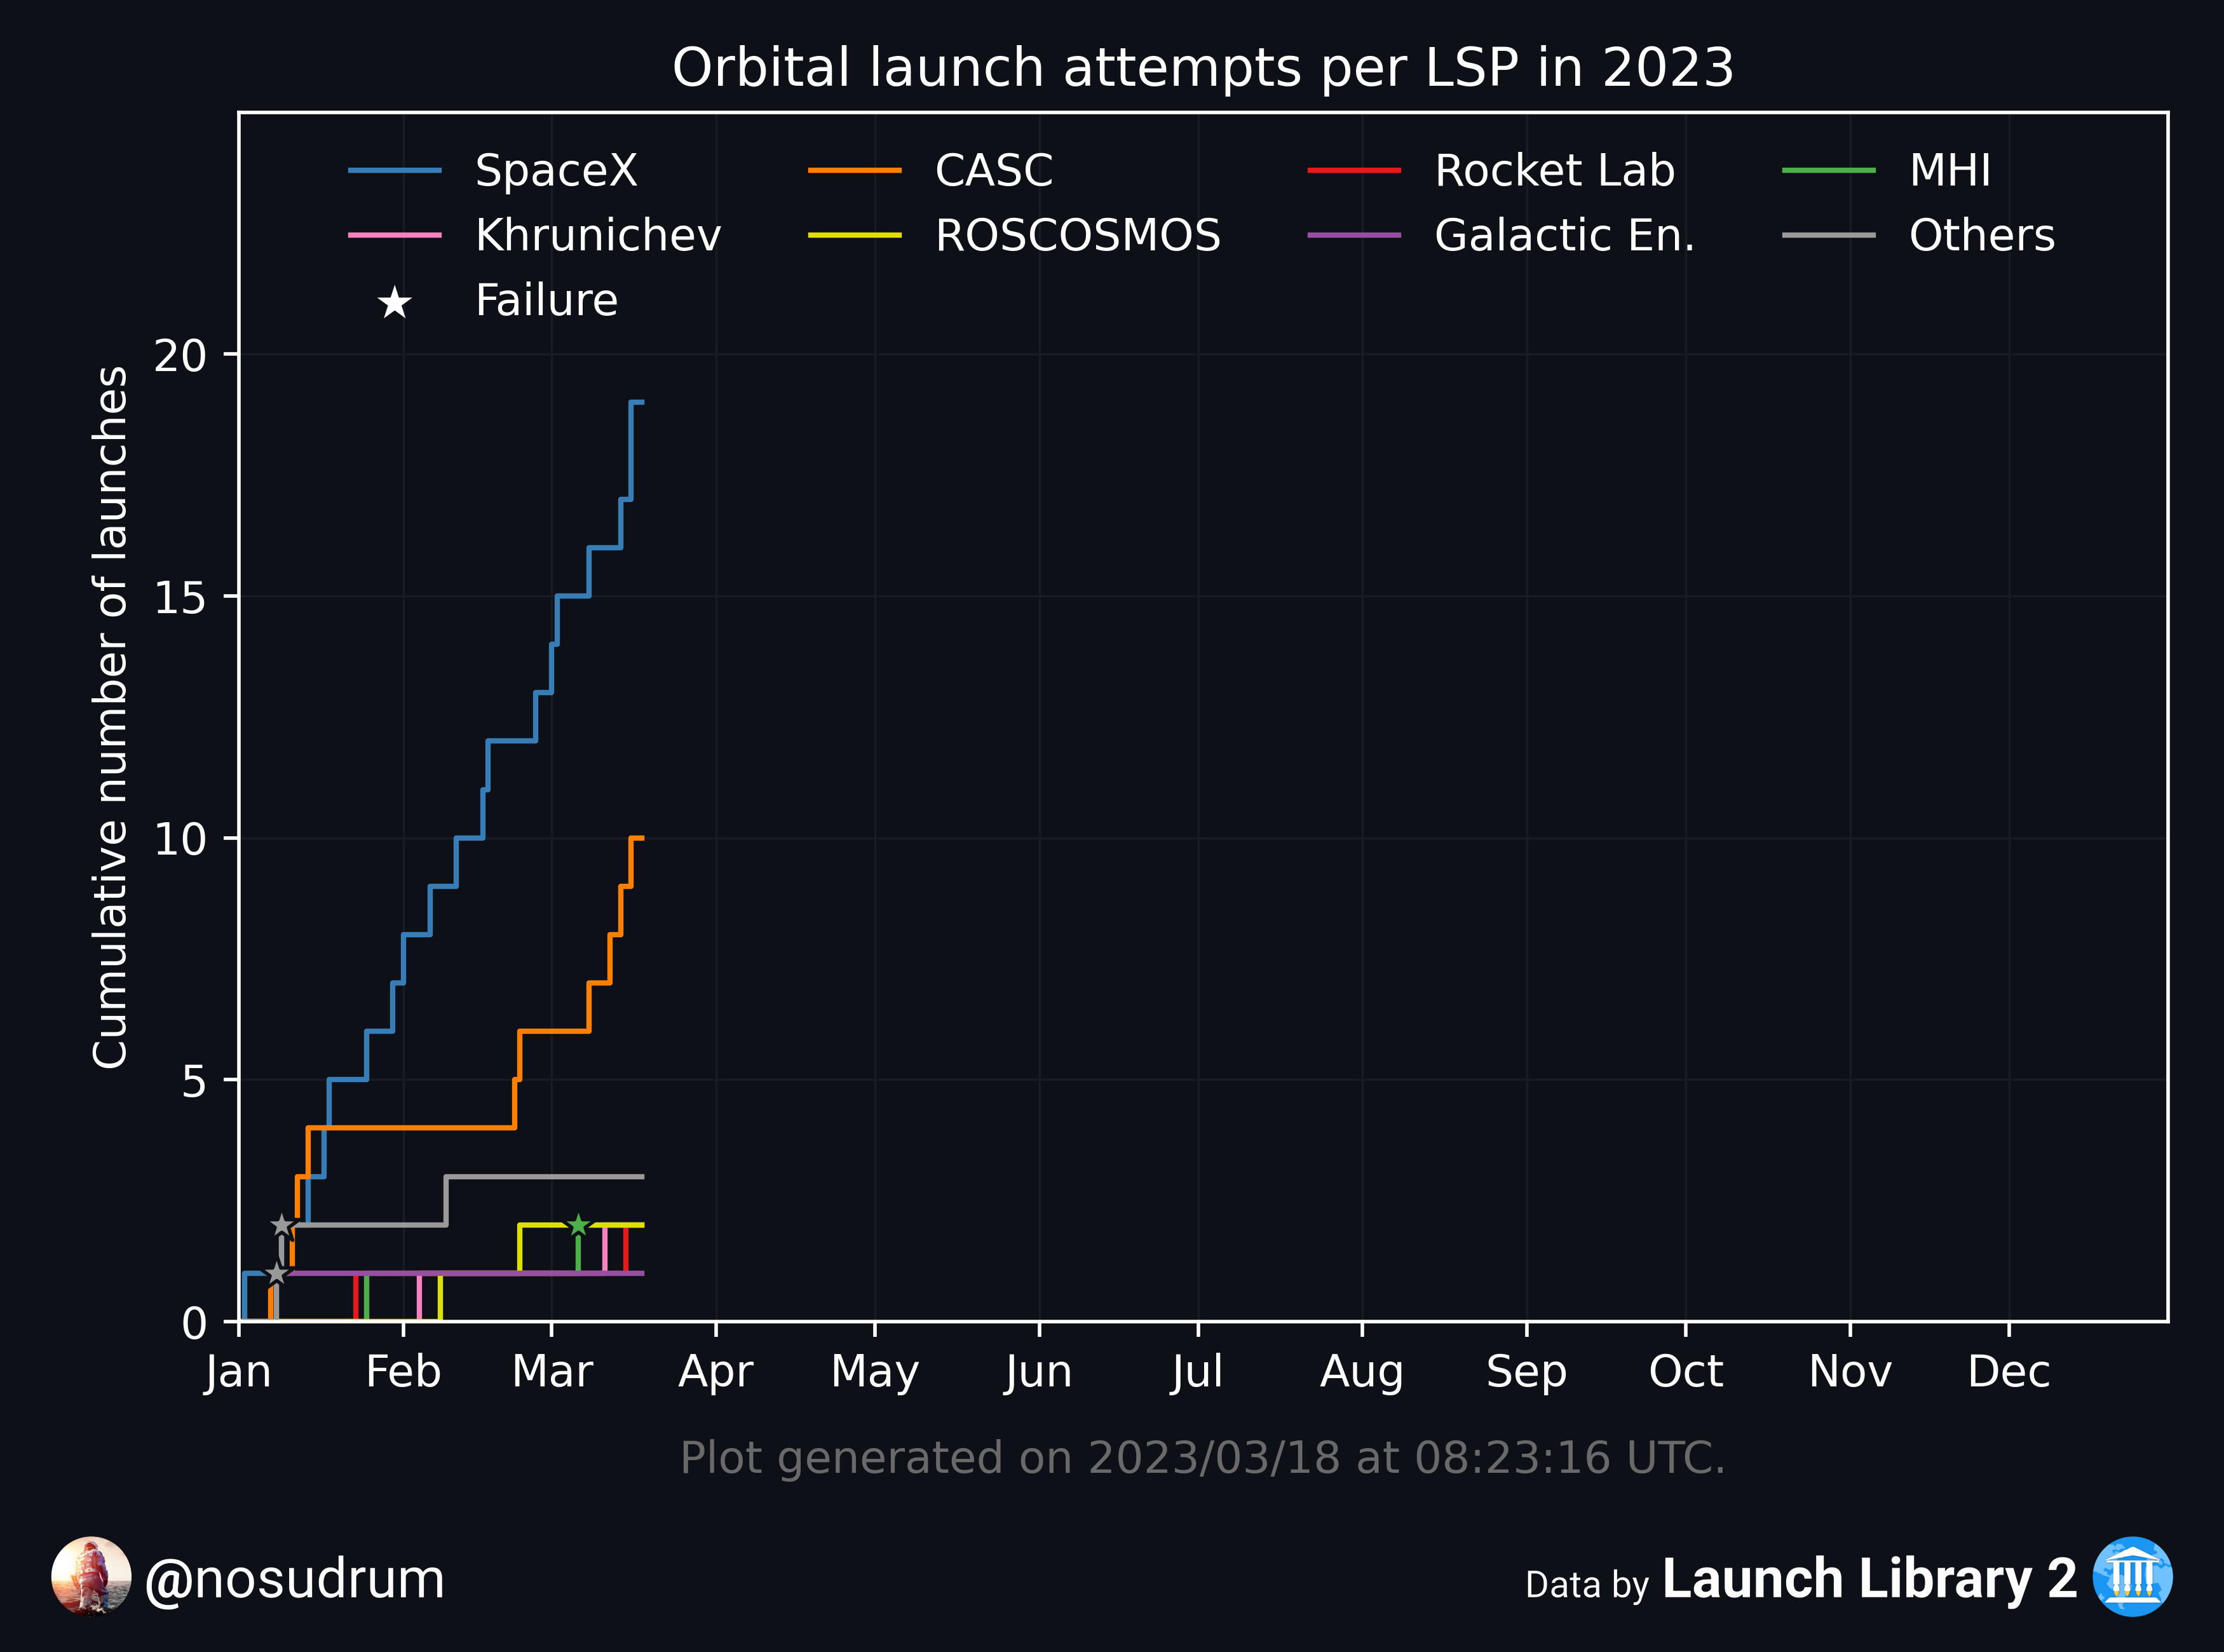 Orbital launch attempts per LSP in 2023
SpaceX
CASC
Rocket Lab
MHI
Khrunichev
ROSCOSMOS
Galactic En.
Others
Failure
Cumulative number of launches
20
15
10
5
0
Jan Feb Mar Apr May Jun Jul Aug Sep Oct Nov Dec
Plot generated on 2023/03/18 at 08:23:16 UTC.
@nosudrum
Data by Launch Library 2